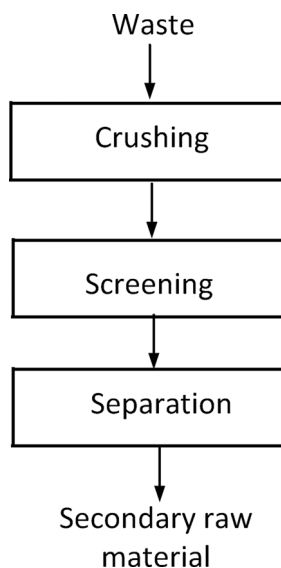 Waste
Crushing
Screening
Separation
Secondary raw
material